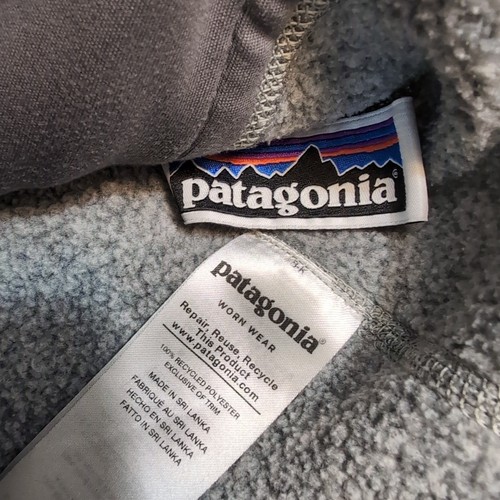 patagonia®
patagonia®
WORN WEAR
Repair, Reuse, Recycle
This Product
www.patagonia.com
100% RECYCLED POLYESTER
EXCLUSIVE OF TRIM
MADE IN SRI LANKA
FABRIQUÉ AU SRI LANKA
HECHO EN SRI LANKA
FATTO IN SRI LANKA